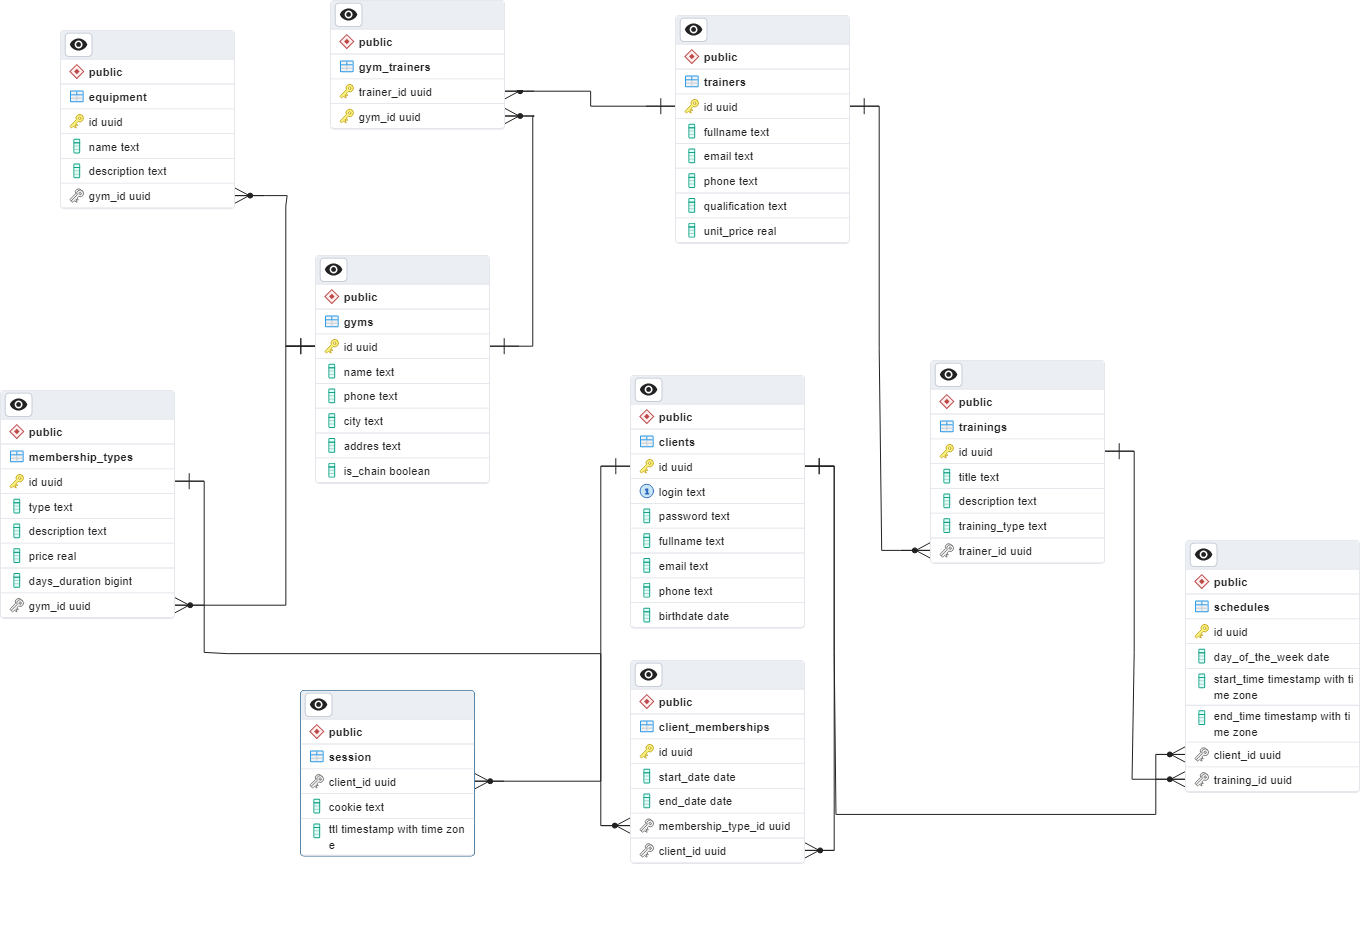 public
equipment
id uuid
name text
description text
gym_id uuid
public
gym_trainers
trainer_id uuid
gym_id uuid
public
trainers
id uuid
fullname text
email text
phone text
qualification text
unit_price real
public
gyms
id uuid
name text
phone text
city text
addres text
is_chain boolean
public
membership_types
id uuid
type text
description text
price real
days_duration bigint
gym_id uuid
public
clients
id uuid
1 login text
password text
fullname text
email text
phone text
birthdate date
public
trainings
id uuid
title text
description text
training_type text
trainer_id uuid
public
schedules
id uuid
day_of_the_week date
start_time timestamp with ti
me zone
end_time timestamp with ti
me zone
client_id uuid
training_id uuid
public
session
client_id uuid
cookie text
ttl timestamp with time zon
e
public
client_memberships
id uuid
start_date date
end_date date
membership_type_id uuid
client_id uuid